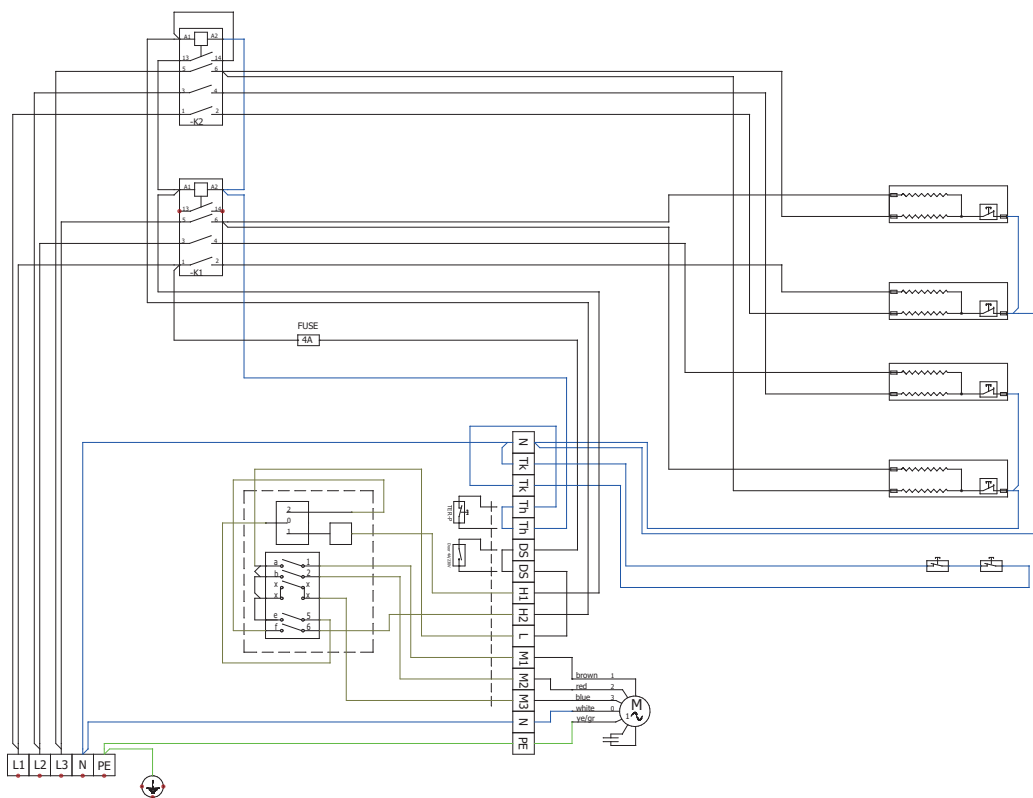 A1 A2
13 14
5 6
3 4
1 2
-K2
A1 A2
13 14
5 6
3 4
1 2
-K1
FUSE
4A
N
Tk
Tk
Th
Th
DS
DS
H1
H2
L
M1
M2
M3
N
PE
TER-P
2
0
1
a 1
b 2
x x
x x
e 5
f 6
brown 1
red 2
blue 3
white 0
ye/gr
M
1
L1 L2 L3 N PE